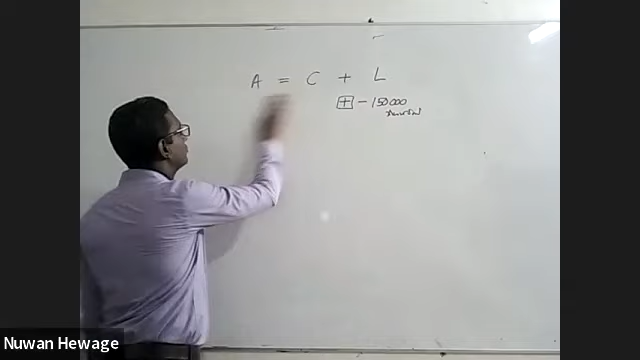 A = C + L
+ - 150000
Nuwan Hewage